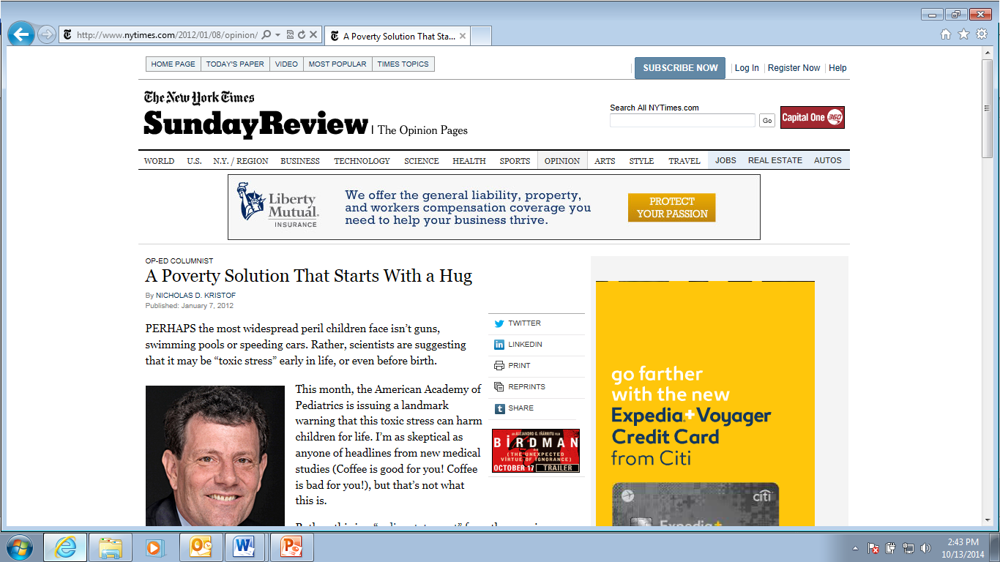 http://www.nytimes.com/2012/01/08/opinion/
A Poverty Solution That Sta...
HOME PAGE TODAY'S PAPER VIDEO MOST POPULAR TIMES TOPICS
SUBSCRIBE NOW Log In Register Now Help
The New York Times
SundayReview | The Opinion Pages
Search All NYTimes.com
Go
Capital One 360
WORLD U.S. N.Y. / REGION BUSINESS TECHNOLOGY SCIENCE HEALTH SPORTS OPINION ARTS STYLE TRAVEL JOBS REAL ESTATE AUTOS
Liberty Mutual. INSURANCE
We offer the general liability, property,
and workers compensation coverage you
need to help your business thrive.
PROTECT
YOUR PASSION
OP-ED COLUMNIST
A Poverty Solution That Starts With a Hug
By NICHOLAS D. KRISTOF
Published: January 7, 2012
PERHAPS the most widespread peril children face isn't guns,
swimming pools or speeding cars. Rather, scientists are suggesting
that it may be “toxic stress” early in life, or even before birth.
This month, the American Academy of
Pediatrics is issuing a landmark
warning that this toxic stress can harm
children for life. I'm as skeptical as
anyone of headlines from new medical
studies (Coffee is good for you! Coffee
is bad for you!), but that's not what
this is.
TWITTER
LINKEDIN
PRINT
REPRINTS
SHARE
AN ALEJANDRO G. IÑÁRRITU FILM
BIRDMAN
(THE UNEXPECTED
VIRTUE OF IGNORANCE)
OCTOBER 17 TRAILER
go farther
with the new
Expedia+ Voyager
Credit Card
from Citi
citi
Expedia+
2:43 PM
10/13/2014